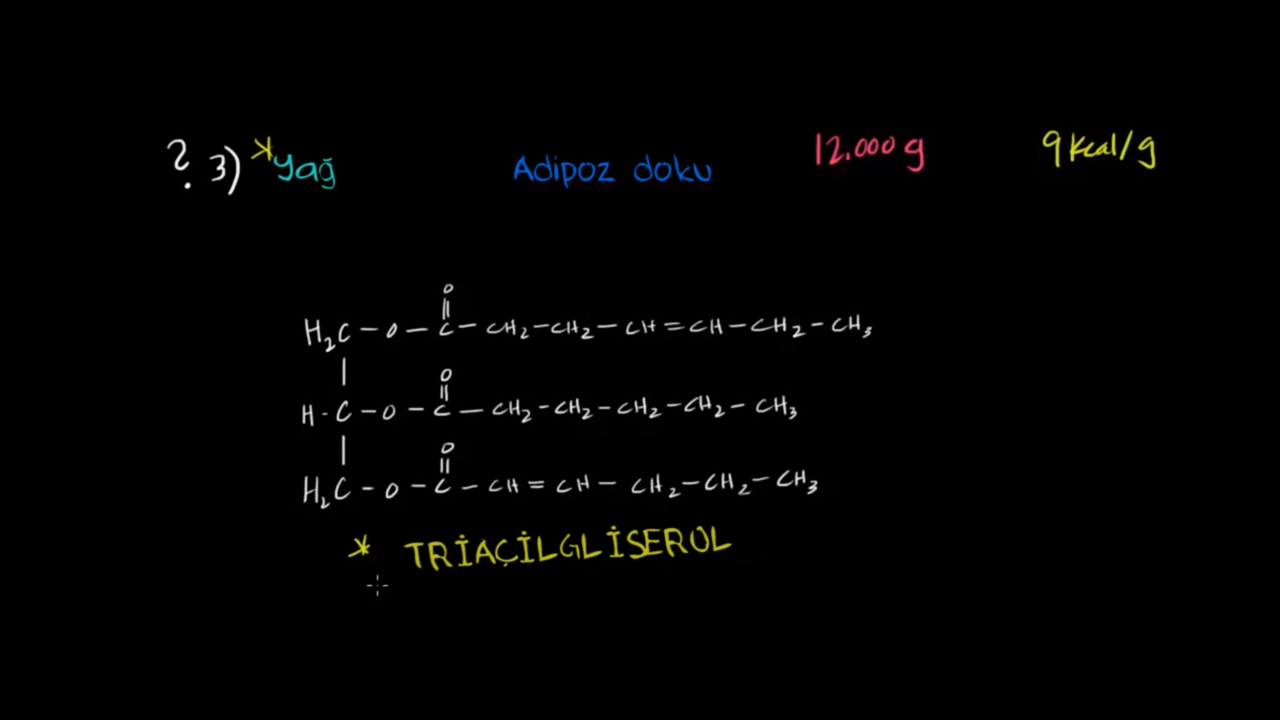 ? 3) *yağ Adipoz doku 12.000 g 9 kcal/g
O
||
H₂C - O - C - CH₂ - CH₂ - CH = CH - CH₂ - CH₃
|
O
||
H - C - O - C - CH₂ - CH₂ - CH₂ - CH₂ - CH₃
|
O
||
H₂C - O - C - CH = CH - CH₂ - CH₂ - CH₃
* TRİAÇİLGLİSEROL